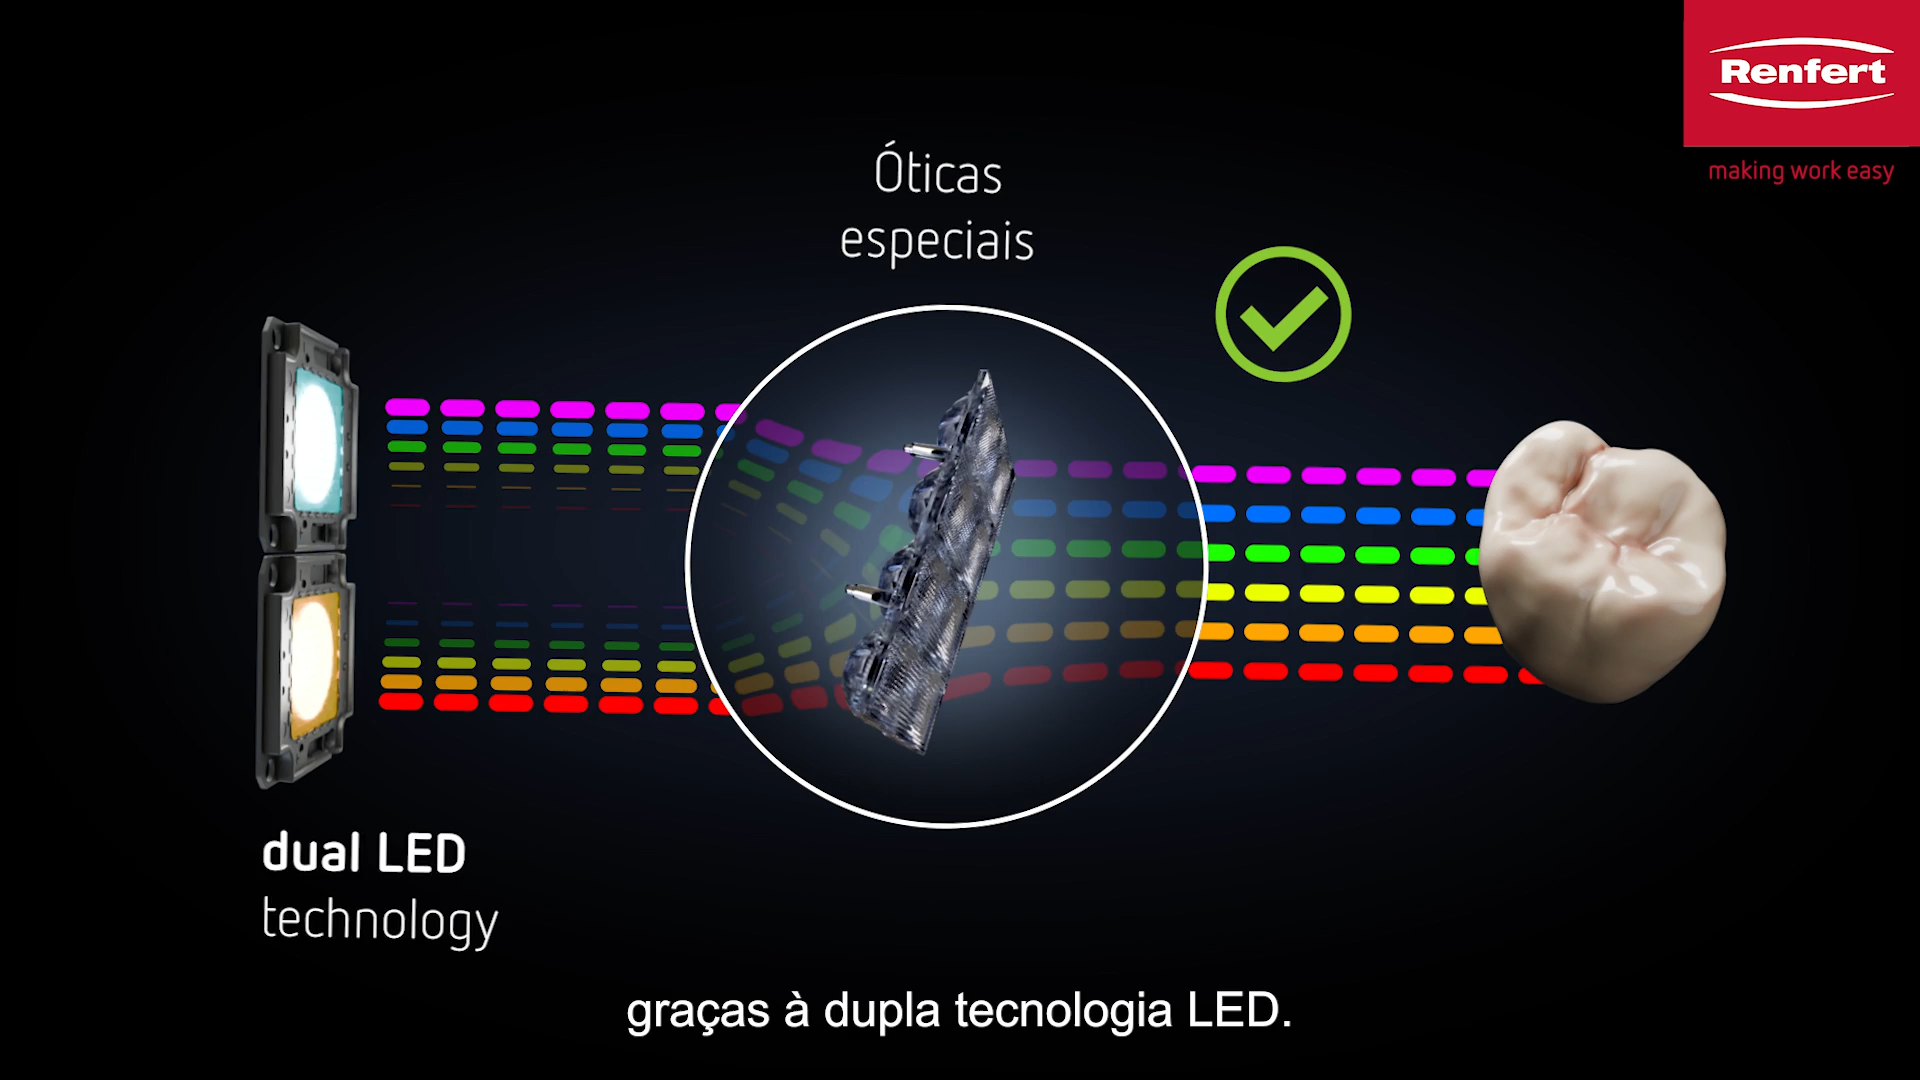 Renfert
making work easy
Óticas
especiais
dual LED
technology
graças à dupla tecnologia LED.